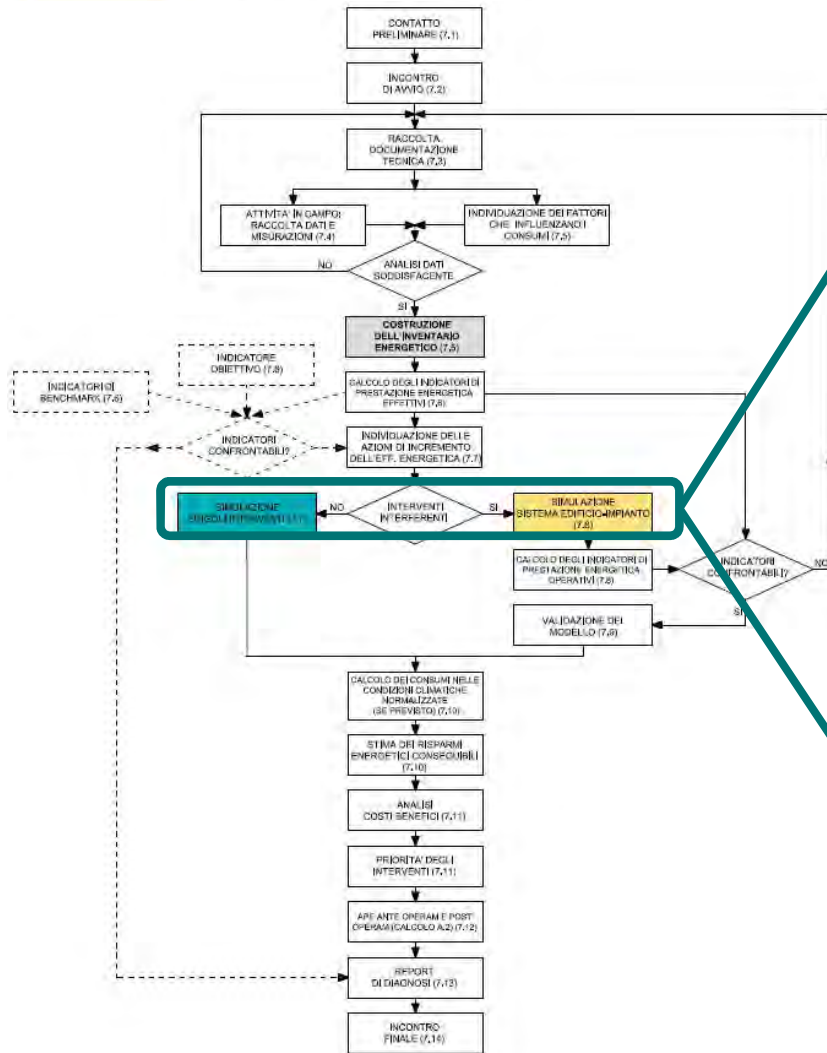 CONTATTO
PRELIMINARE (7.1)
INCONTRO
DI AVVIO (7.2)
RACCOLTA
DOCUMENTAZIONE
TECNICA (7.3)
ATTIVITA' IN CAMPO:
RACCOLTA DATI E
MISURAZIONI (7.4)
INDIVIDUAZIONE DEI FATTORI
CHE INFLUENZANO I
CONSUMI (7.5)
NO
ANALISI DATI
SODDISFACENTE
SI
COSTRUZIONE
DELL'INVENTARIO
ENERGETICO (7.5)
INDICATORE
OBIETTIVO (7.9)
INDICATORI DI
BENCHMARK (7.6)
CALCOLO DEGLI INDICATORI DI
PRESTAZIONE ENERGETICA
EFFETTIVI (7.6)
INDICATORI
CONFRONTABILI?
INDIVIDUAZIONE DELLE
AZIONI DI INCREMENTO
DELL'EFF. ENERGETICA (7.7)
SIMULAZIONE
SINGOLI INTERVENTI
NO
INTERVENTI
INTERFERENTI
SI
SIMULAZIONE
SISTEMA EDIFICIO-IMPIANTO
(7.8)
CALCOLO DEGLI INDICATORI DI
PRESTAZIONE ENERGETICA
OPERATIVI (7.8)
INDICATORI
CONFRONTABILI?
NO
SI
VALIDAZIONE DEL
MODELLO (7.9)
CALCOLO DEI CONSUMI NELLE
CONDIZIONI CLIMATICHE
NORMALIZZATE
(SE PREVISTO) (7.10)
STIMA DEI RISPARMI
ENERGETICI CONSEGUIBILI
(7.10)
ANALISI
COSTI BENEFICI (7.11)
PRIORITA' DEGLI
INTERVENTI (7.11)
APE ANTE OPERAM E POST
OPERAM (CALCOLO A2) (7.12)
REPORT
DI DIAGNOSI (7.13)
INCONTRO
FINALE (7.14)